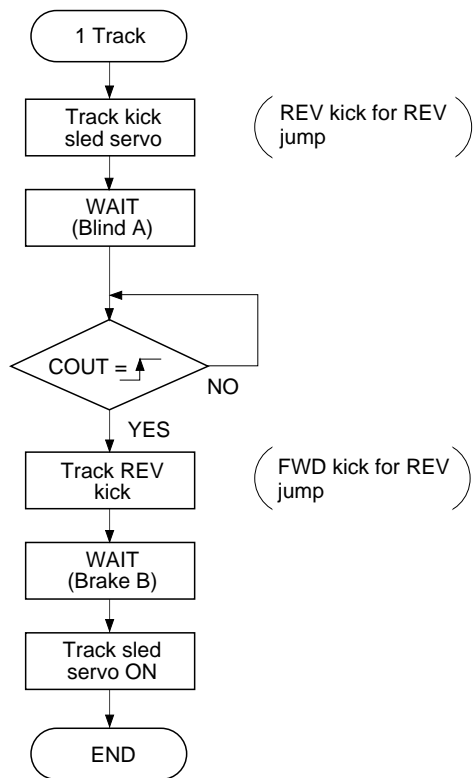 1 Track
Track kick
sled servo
REV kick for REV
jump
WAIT
(Blind A)
COUT =
NO
YES
Track REV
kick
FWD kick for REV
jump
WAIT
(Brake B)
Track sled
servo ON
END